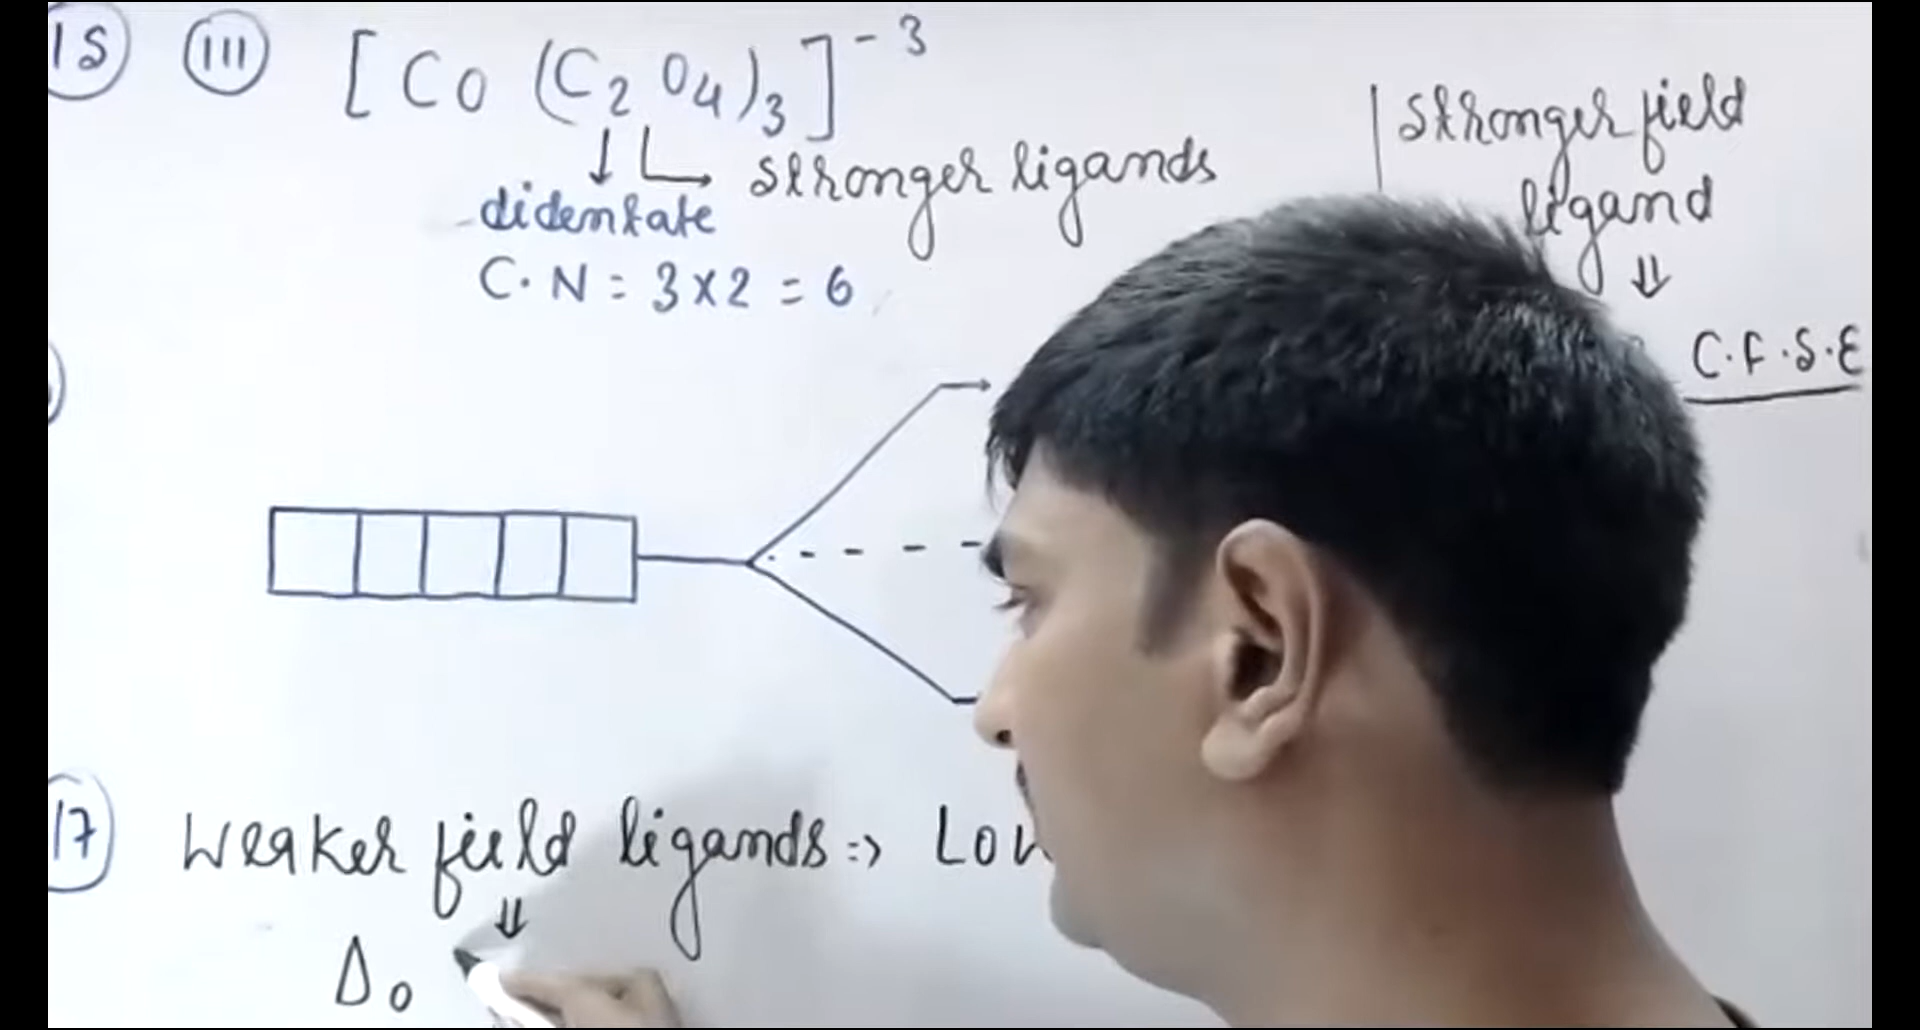 15 III [Co (C2O4)3]-3
↓ ↳ stronger ligands
didentate
C.N = 3×2 = 6
stronger field
ligand
⇓
C.F.S.E
17 Weaker field ligands => Low
⇓
Δo